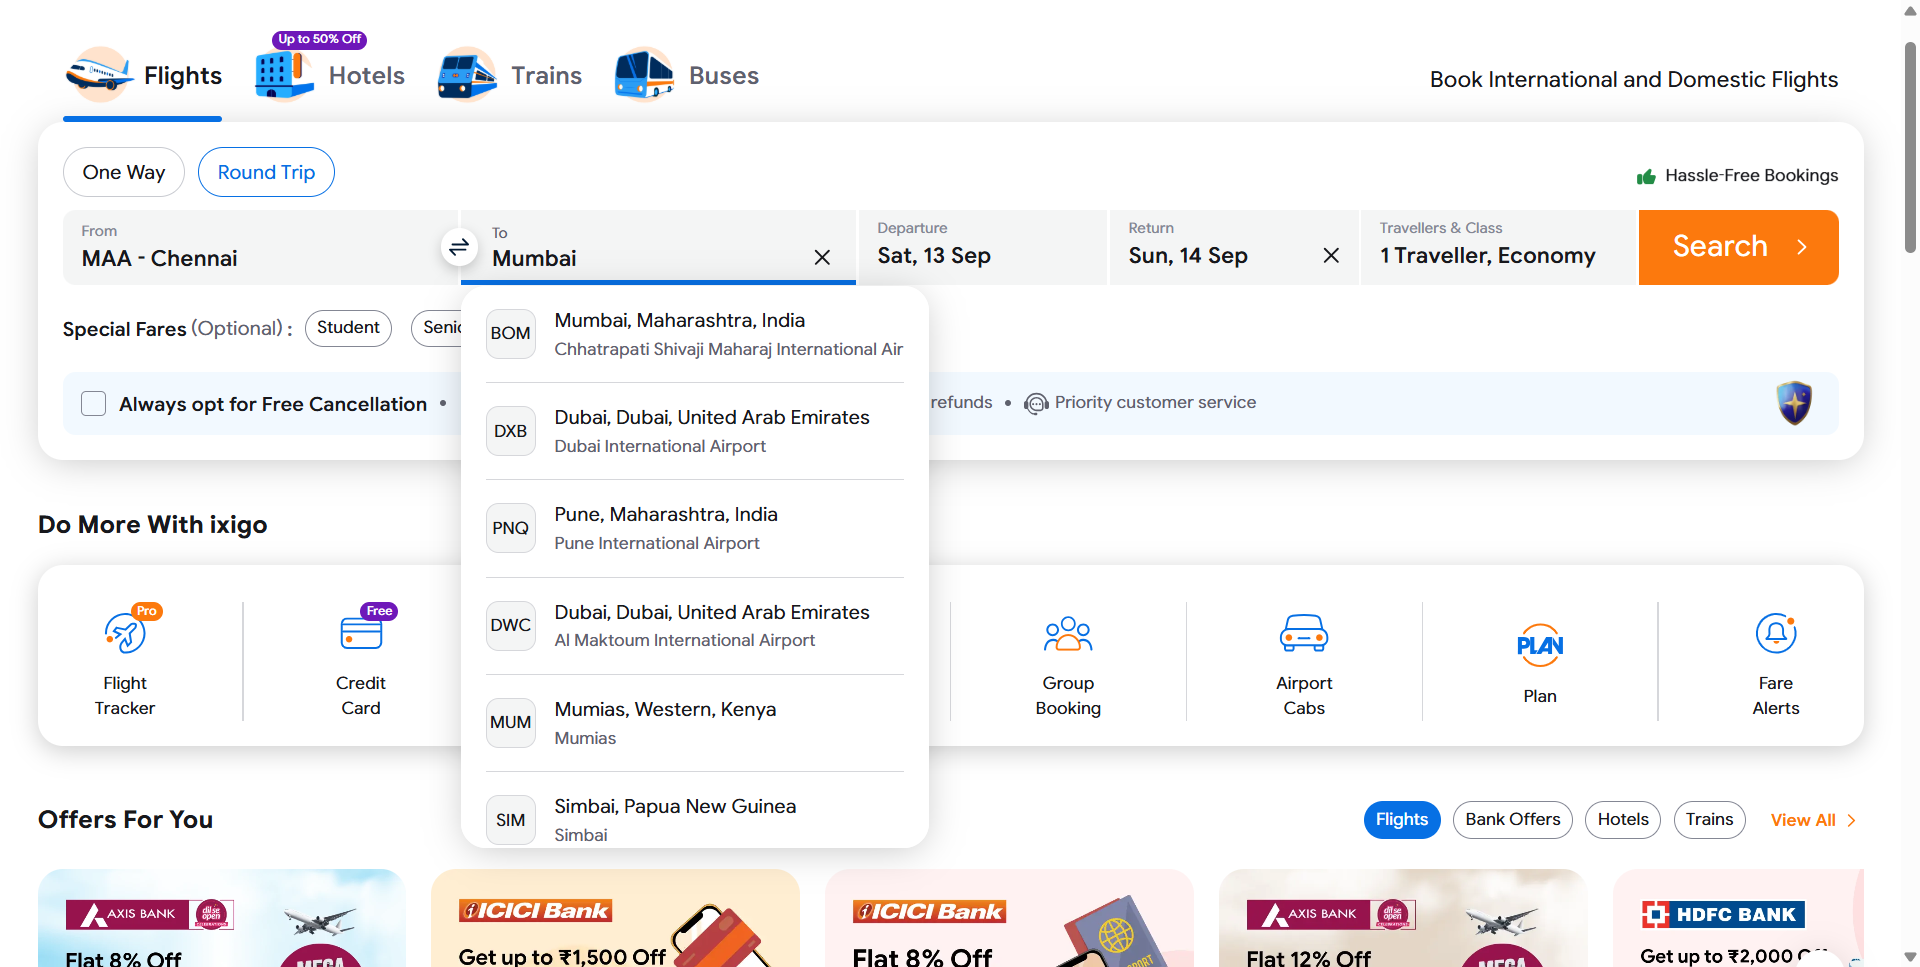 Up to 50% Off
Flights
Hotels
Trains
Buses
Book International and Domestic Flights
One Way
Round Trip
Hassle-Free Bookings
From
MAA - Chennai
To
Mumbai
Departure
Sat, 13 Sep
Return
Sun, 14 Sep
Travellers & Class
1 Traveller, Economy
Search
Special Fares (Optional) :
Student
BOM
Mumbai, Maharashtra, India
Chhatrapati Shivaji Maharaj International Air
Always opt for Free Cancellation •
refunds • Priority customer service
DXB
Dubai, Dubai, United Arab Emirates
Dubai International Airport
PNQ
Pune, Maharashtra, India
Pune International Airport
DWC
Dubai, Dubai, United Arab Emirates
Al Maktoum International Airport
MUM
Mumias, Western, Kenya
Mumias
SIM
Simbai, Papua New Guinea
Simbai
Do More With ixigo
Pro
Flight
Tracker
Free
Credit
Card
Group
Booking
Airport
Cabs
PLAN
Plan
Fare
Alerts
Offers For You
Flights
Bank Offers
Hotels
Trains
View All
AXIS BANK
dil se
open
Flat 8% Off
MEGA
ICICI Bank
Get up to ₹1,500 Off
ICICI Bank
Flat 8% Off
AXIS BANK
dil se
open
Flat 12% Off
MEGA
HDFC BANK
Get up to ₹2,000